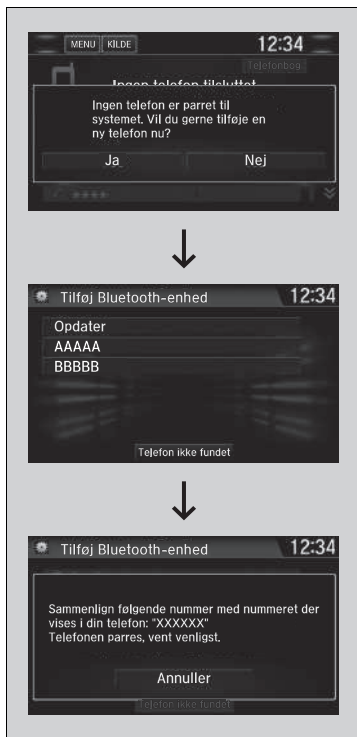 MENU KILDE 12:34
Telefonbog
Ingen telefon tilsluttet
Ingen telefon er parret til
systemet. Vil du gerne tilføje en
ny telefon nu?
Ja Nej
****
Tilføj Bluetooth-enhed 12:34
Opdater
AAAAA
BBBBB
Telefon ikke fundet
Tilføj Bluetooth-enhed 12:34
Sammenlign følgende nummer med nummeret der
vises i din telefon: "XXXXXX"
Telefonen parres, vent venligst.
Annuller
Telefon ikke fundet